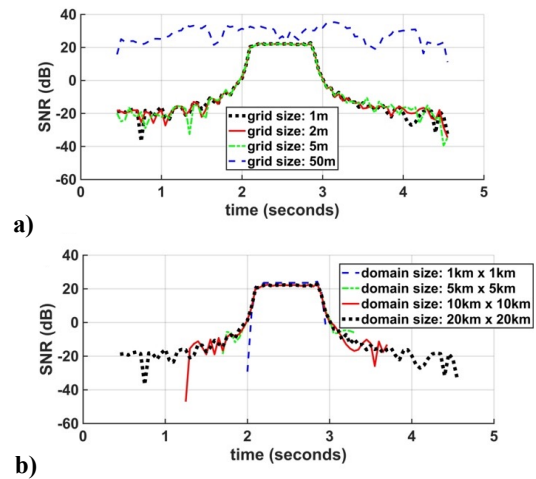 40
20
0
-20
-40
-60
SNR (dB)
grid size: 1m
grid size: 2m
grid size: 5m
grid size: 50m
0 1 2 3 4 5
time (seconds)
a)
40
20
0
-20
-40
-60
SNR (dB)
domain size: 1km x 1km
domain size: 5km x 5km
domain size: 10km x 10km
domain size: 20km x 20km
0 1 2 3 4 5
time (seconds)
b)